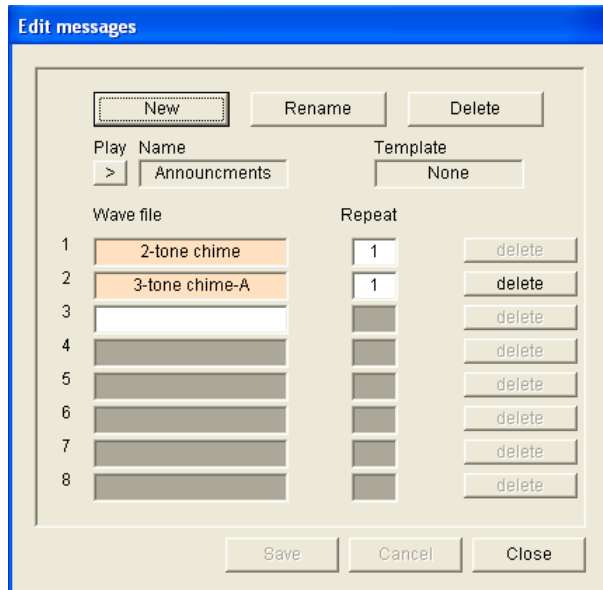 Edit messages
New Rename Delete
Play Name Template
> Announcments None
Wave file Repeat
1 2-tone chime 1 delete
2 3-tone chime-A 1 delete
3 delete
4 delete
5 delete
6 delete
7 delete
8 delete
Save Cancel Close